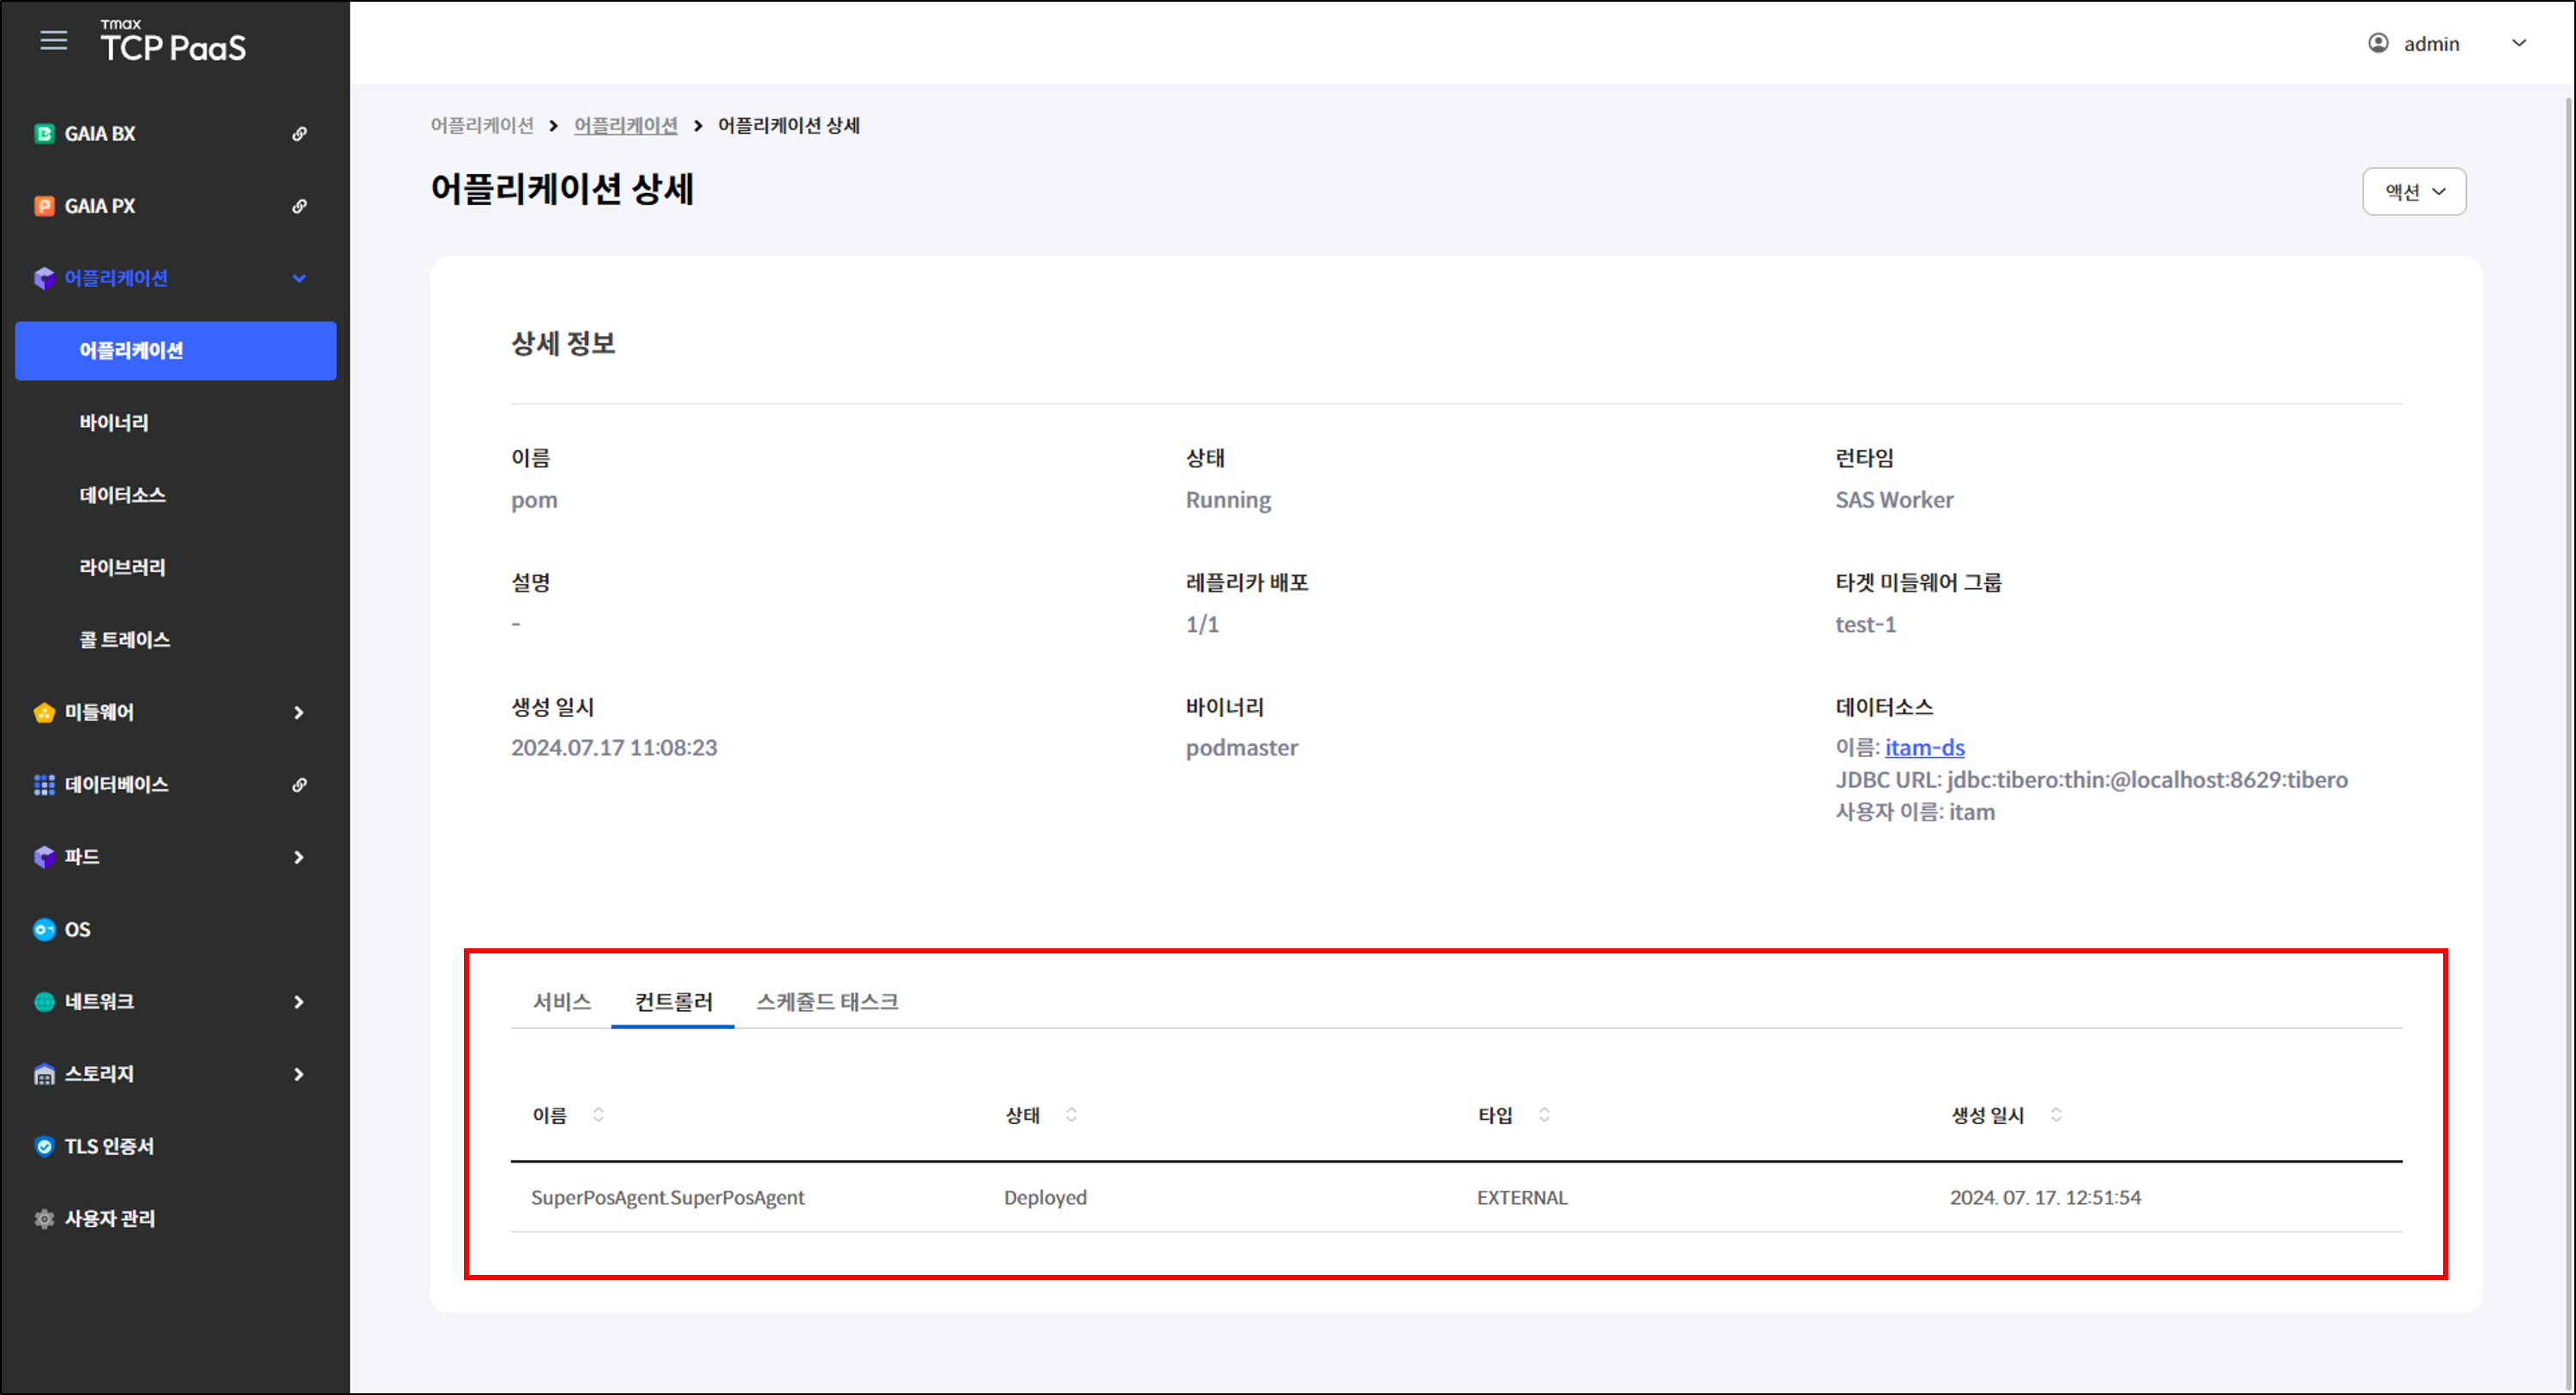 Tmax
TCP PaaS
admin
GAIA BX
GAIA PX
어플리케이션
어플리케이션
바이너리
데이터소스
라이브러리
콜 트레이스
미들웨어
데이터베이스
파드
OS
네트워크
스토리지
TLS 인증서
사용자 관리
어플리케이션 > 어플리케이션 > 어플리케이션 상세
어플리케이션 상세
액션
상세 정보
이름 상태 런타임
pom Running SAS Worker
설명 레플리카 배포 타겟 미들웨어 그룹
- 1/1 test-1
생성 일시 바이너리 데이터소스
2024.07.17 11:08:23 podmaster 이름: itam-ds
JDBC URL: jdbc:tibero:thin:@localhost:8629:tibero
사용자 이름: itam
서비스 컨트롤러 스케쥴드 태스크
이름 상태 타입 생성 일시
SuperPosAgent.SuperPosAgent Deployed EXTERNAL 2024. 07. 17. 12:51:54